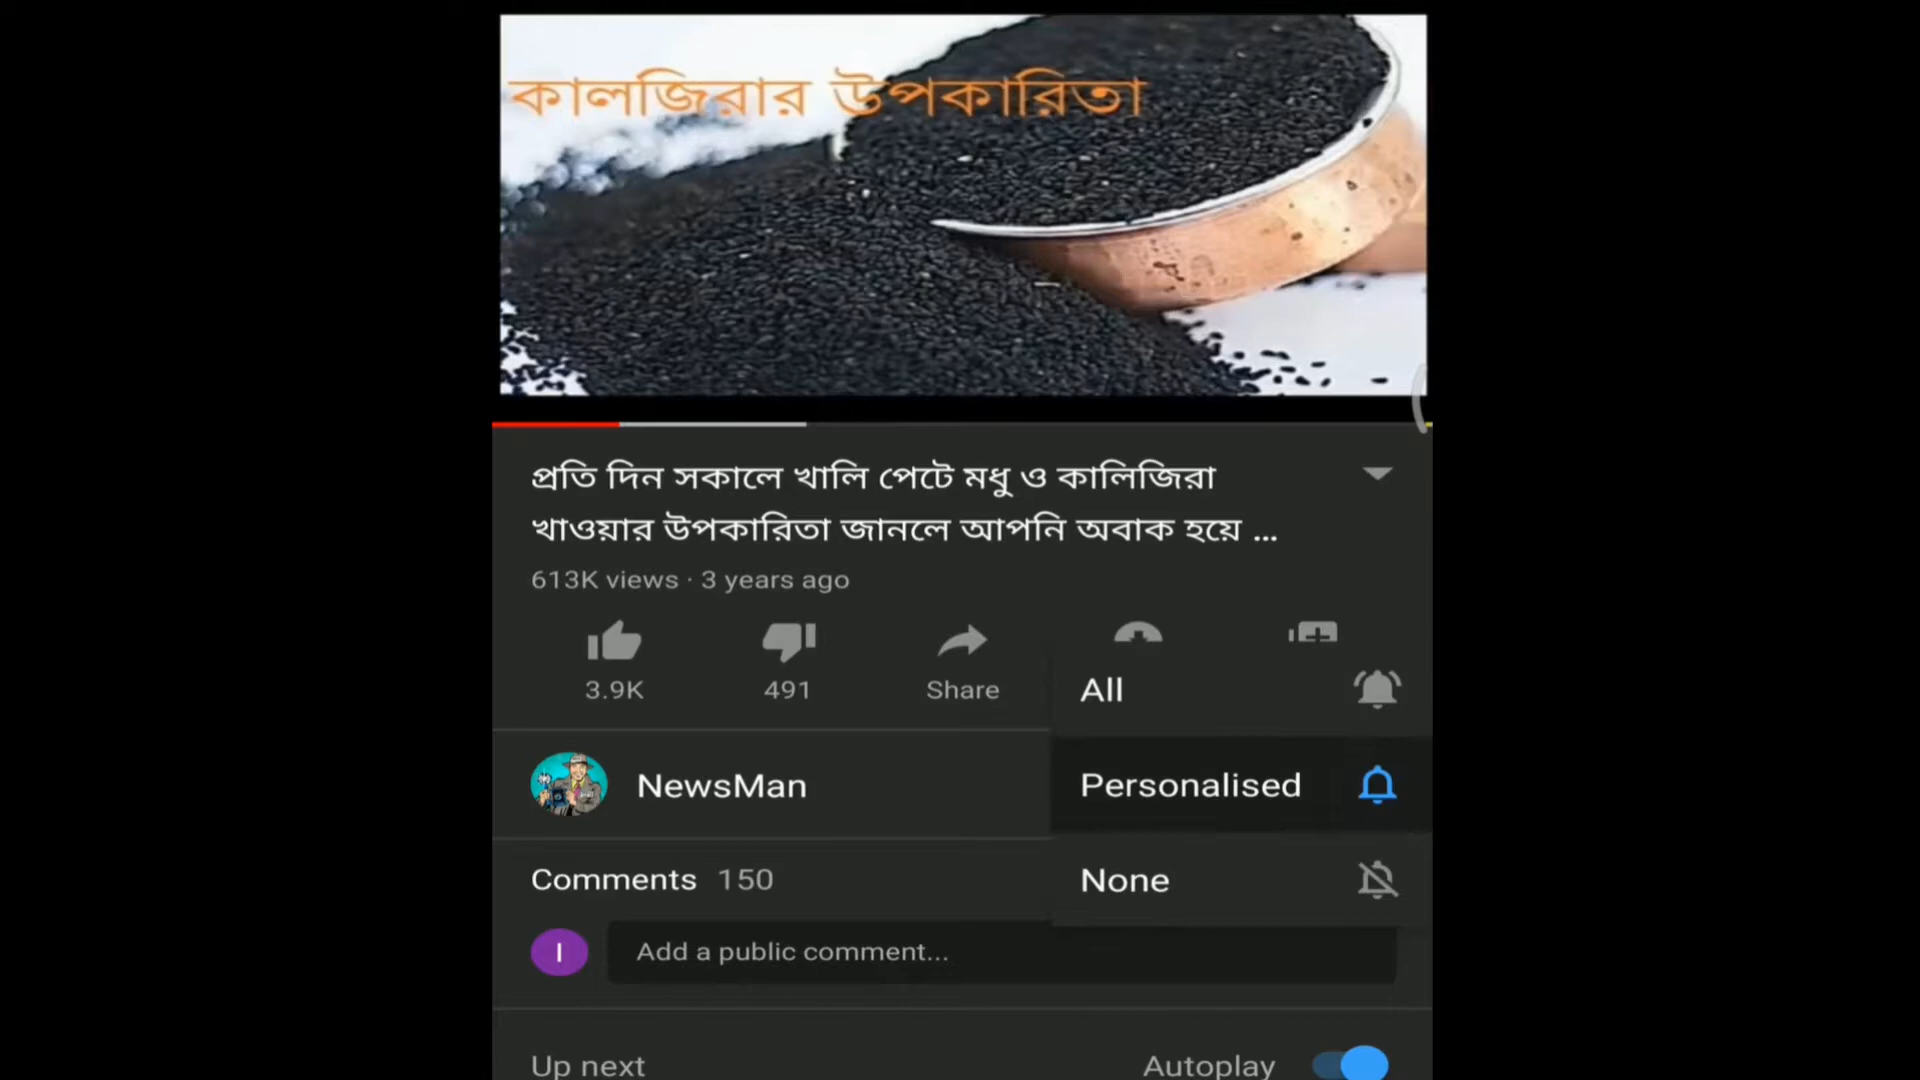 কালজিরার উপকারিতা
প্রতি দিন সকালে খালি পেটে মধু ও কালিজিরা
খাওয়ার উপকারিতা জানলে আপনি অবাক হয়ে ...
613K views · 3 years ago
3.9K 491 Share
All
NewsMan
Personalised
Comments 150
None
I
Add a public comment...
Up next Autoplay